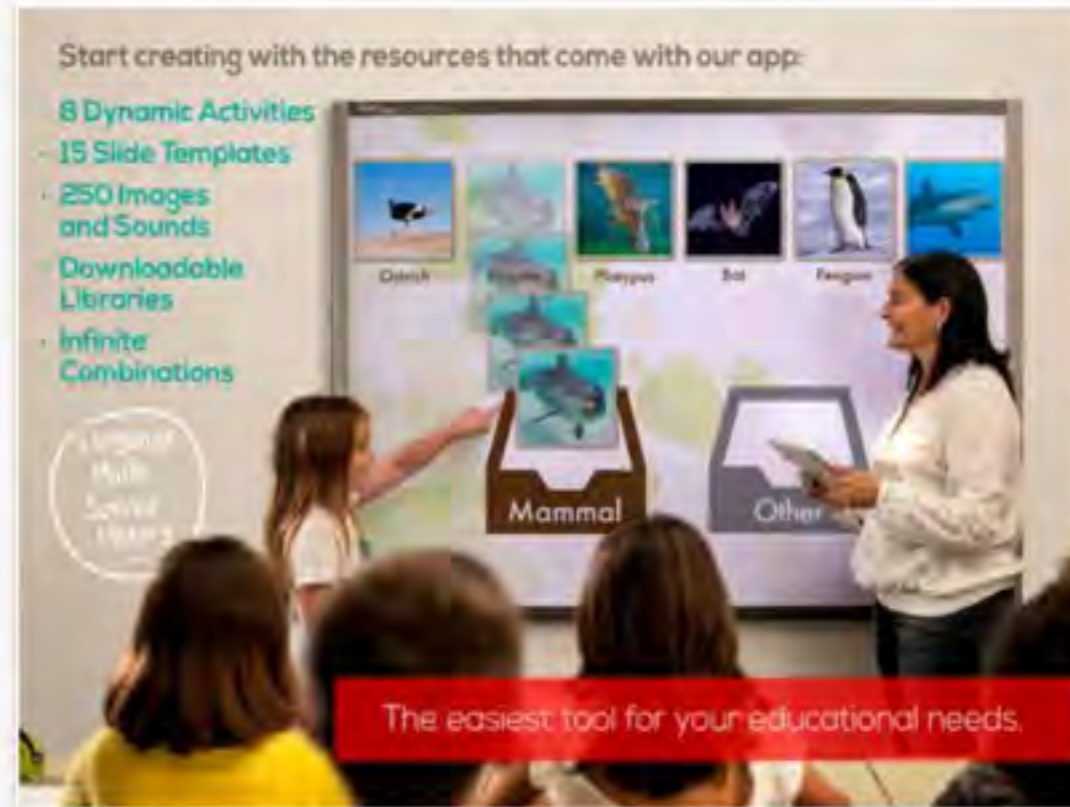 Start creating with the resources that come with our app:
8 Dynamic Activities
· 15 Slide Templates
· 250 Images
and Sounds
· Downloadable
Libraries
· Infinite
Combinations
Ostrich
Platypus
Bat
Penguin
Mammal
Other
The easiest tool for your educational needs.